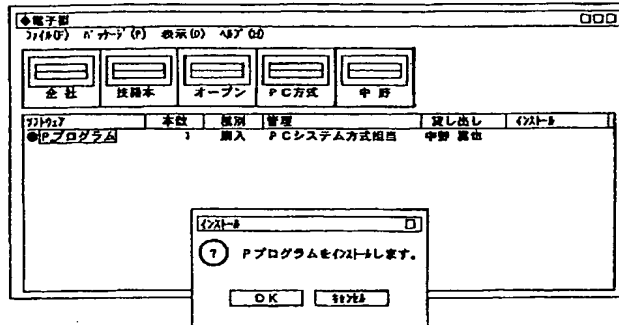 ◆電子棚
ファイル(F) パッケージ(P) 表示(D) ヘルプ(H)
会社 技籍本 オープン PC方式 中野
ソフトウェア 本数 種別 管理 貸し出し インストール
●Pプログラム 1 購入 PCシステム方式担当 中野
インストール
? Pプログラムをインストールします。
OK キャンセル